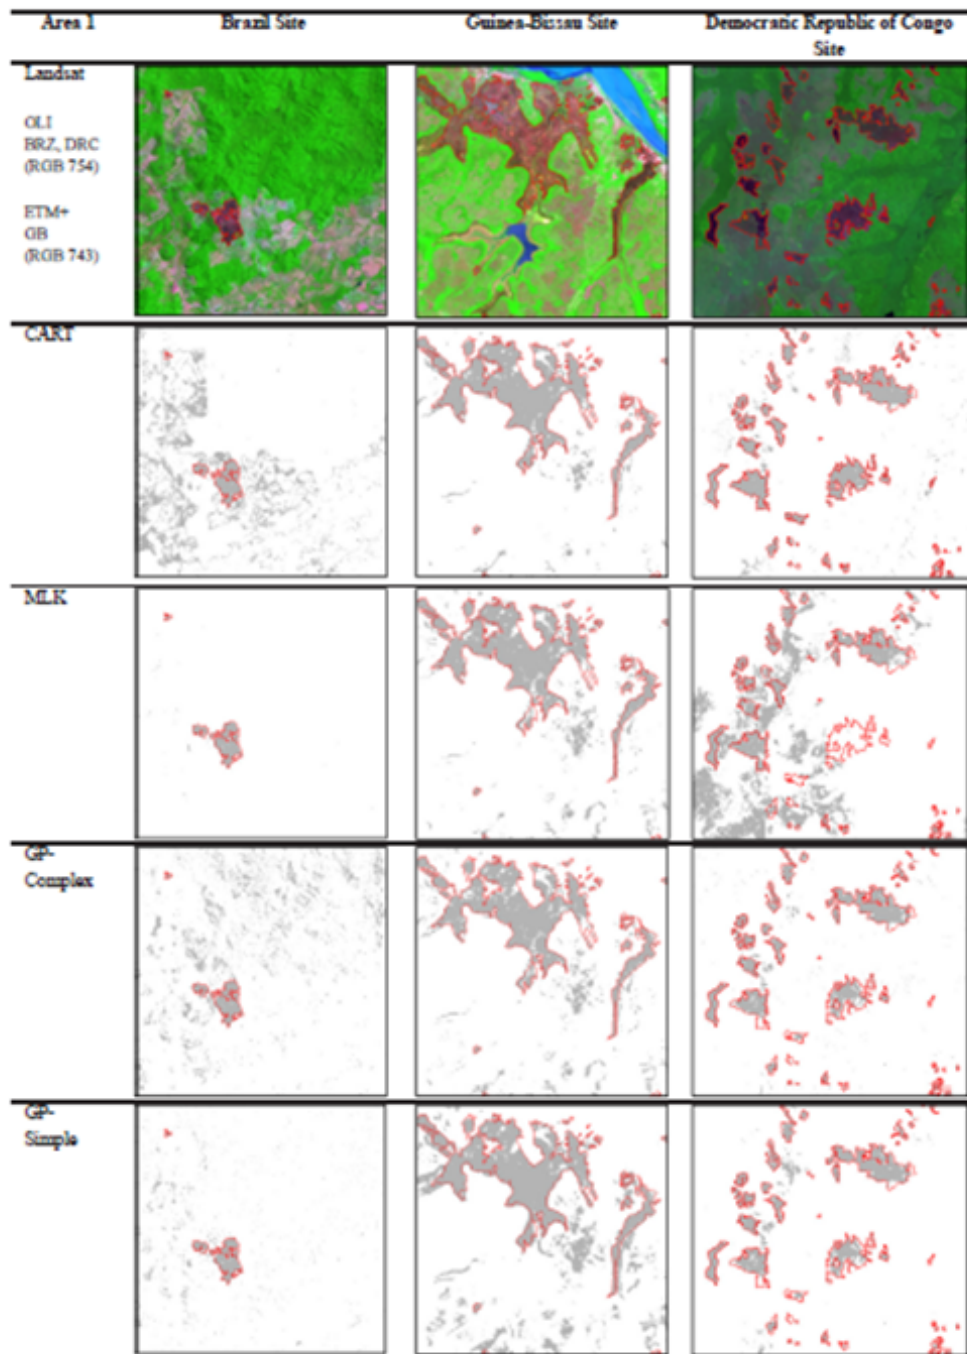 Area 1
Brazil Site
Guinea-Bissau Site
Democratic Republic of Congo
Site
Landsat
OLI
BRZ, DRC
(RGB 754)
ETM+
GB
(RGB 743)
CART
MLK
GP-
Complex
GP-
Simple